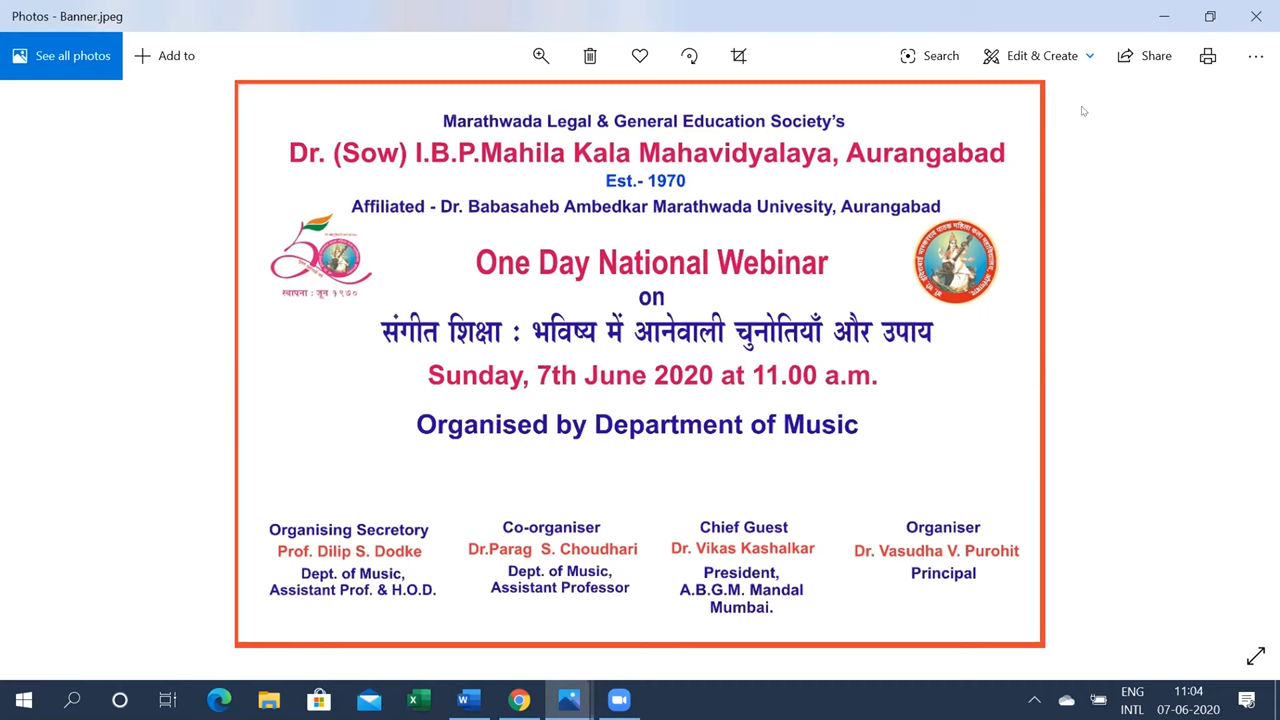 Photos - Banner.jpeg
See all photos
Add to
Search
Edit & Create
Share
Marathwada Legal & General Education Society's
Dr. (Sow) I.B.P.Mahila Kala Mahavidyalaya, Aurangabad
Est.- 1970
Affiliated - Dr. Babasaheb Ambedkar Marathwada Univesity, Aurangabad
50
स्थापना : जून १९७०
One Day National Webinar
on
संगीत शिक्षा : भविष्य में आनेवाली चुनोतियाँ और उपाय
Sunday, 7th June 2020 at 11.00 a.m.
Organised by Department of Music
Organising Secretory
Prof. Dilip S. Dodke
Dept. of Music,
Assistant Prof. & H.O.D.
Co-organiser
Dr.Parag S. Choudhari
Dept. of Music,
Assistant Professor
Chief Guest
Dr. Vikas Kashalkar
President,
A.B.G.M. Mandal
Mumbai.
Organiser
Dr. Vasudha V. Purohit
Principal
ENG
INTL
11:04
07-06-2020